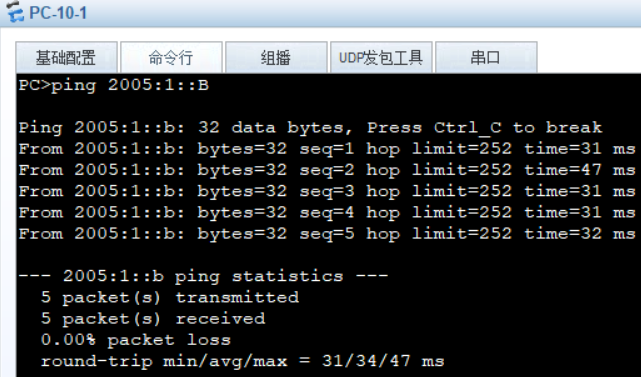 PC-10-1
基础配置 命令行 组播 UDP发包工具 串口
PC>ping 2005:1::B
Ping 2005:1::b: 32 data bytes, Press Ctrl_C to break
From 2005:1::b: bytes=32 seq=1 hop limit=252 time=31 ms
From 2005:1::b: bytes=32 seq=2 hop limit=252 time=47 ms
From 2005:1::b: bytes=32 seq=3 hop limit=252 time=31 ms
From 2005:1::b: bytes=32 seq=4 hop limit=252 time=31 ms
From 2005:1::b: bytes=32 seq=5 hop limit=252 time=32 ms
--- 2005:1::b ping statistics ---
5 packet(s) transmitted
5 packet(s) received
0.00% packet loss
round-trip min/avg/max = 31/34/47 ms